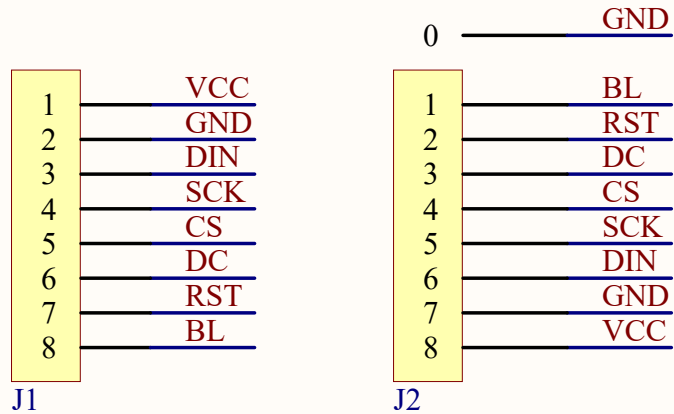 0 GND
1 VCC
2 GND
3 DIN
4 SCK
5 CS
6 DC
7 RST
8 BL
J1
1 BL
2 RST
3 DC
4 CS
5 SCK
6 DIN
7 GND
8 VCC
J2